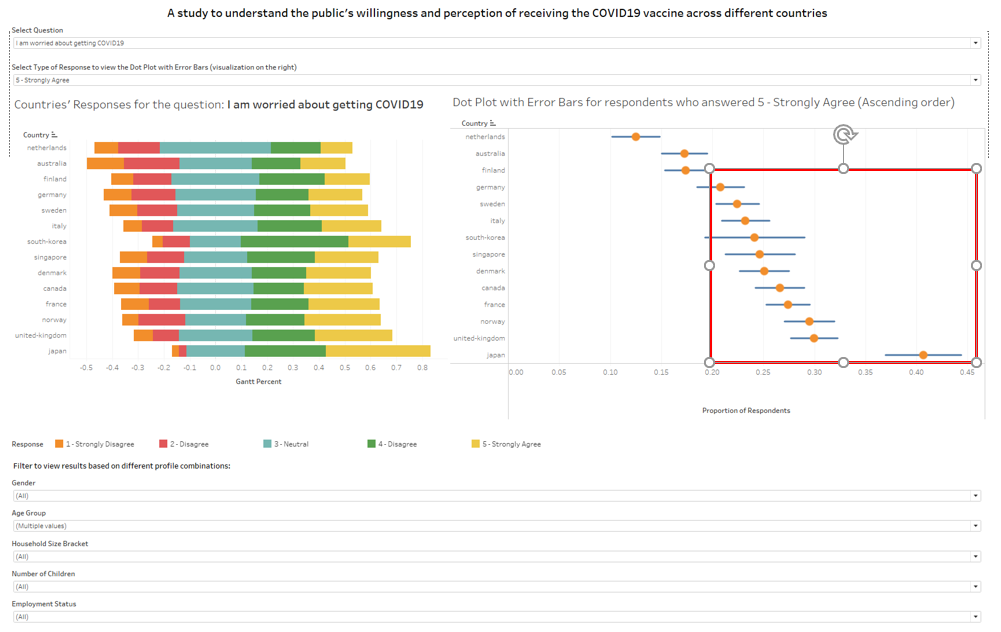 A study to understand the public's willingness and perception of receiving the COVID19 vaccine across different countries
Select Question
I am worried about getting COVID19
Select Type of Response to view the Dot Plot with Error Bars (visualization on the right)
5 - Strongly Agree
Countries' Responses for the question: I am worried about getting COVID19
Country
netherlands
australia
finland
germany
sweden
italy
south-korea
singapore
denmark
canada
france
norway
united-kingdom
japan
-0.5 -0.4 -0.3 -0.2 -0.1 0.0 0.1 0.2 0.3 0.4 0.5 0.6 0.7 0.8
Gantt Percent
Dot Plot with Error Bars for respondents who answered 5 - Strongly Agree (Ascending order)
Country
netherlands
australia
finland
germany
sweden
italy
south-korea
singapore
denmark
canada
france
norway
united-kingdom
japan
0.00 0.05 0.10 0.15 0.20 0.25 0.30 0.35 0.40 0.45
Proportion of Respondents
Response 1 - Strongly Disagree 2 - Disagree 3 - Neutral 4 - Disagree 5 - Strongly Agree
Filter to view results based on different profile combinations:
Gender
(All)
Age Group
(Multiple values)
Household Size Bracket
(All)
Number of Children
(All)
Employment Status
(All)